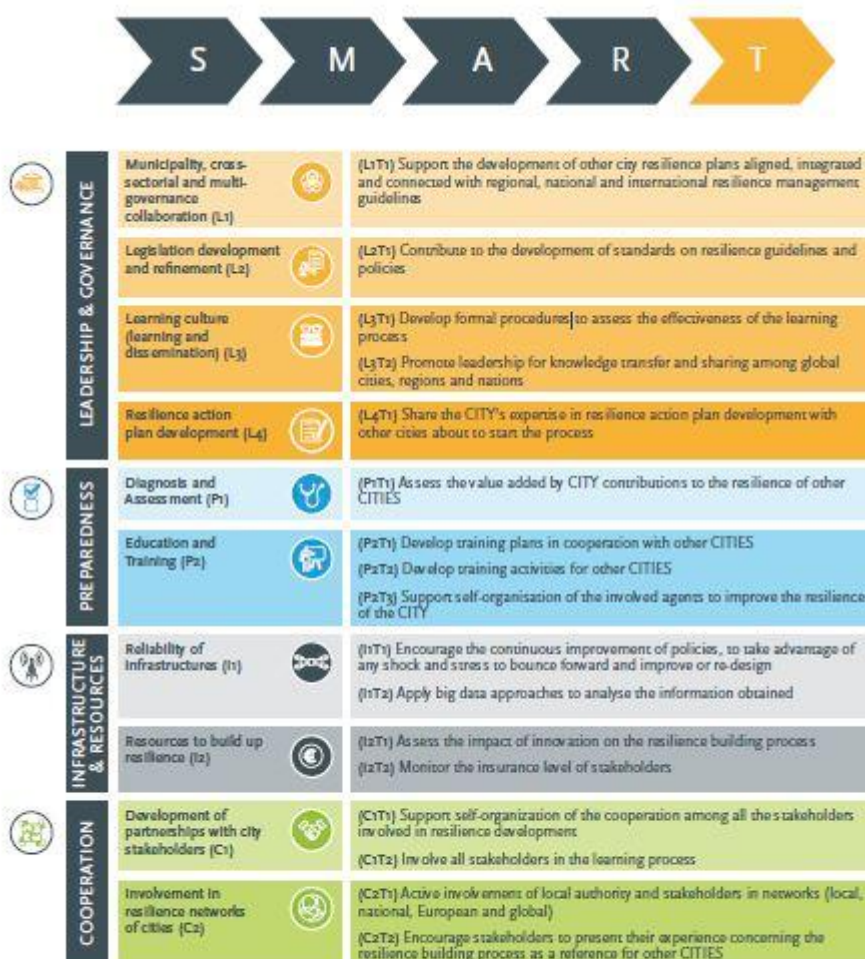 S M A R T
LEADERSHIP & GOVERNANCE
Municipality, cross-
sectorial and multi-
governance
collaboration (L1)
(L1T1) Support the development of other city resilience plans aligned, integrated
and connected with regional, national and international resilience management
guidelines
Legislation development
and refinement (L2)
(L2T1) Contribute to the development of standards on resilience guidelines and
policies
Learning culture
(learning and
dissemination) (L3)
(L3T1) Develop formal procedures to assess the effectiveness of the learning
process
(L3T2) Promote leadership for knowledge transfer and sharing among global
cities, regions and nations
Resilience action
plan development (L4)
(L4T1) Share the CITY's expertise in resilience action plan development with
other cities about to start the process
PREPAREDNESS
Diagnosis and
Assessment (P1)
(P1T1) Assess the value added by CITY contributions to the resilience of other
CITIES
Education and
Training (P2)
(P2T1) Develop training plans in cooperation with other CITIES
(P2T2) Develop training activities for other CITIES
(P2T3) Support self-organisation of the involved agents to improve the resilience
of the CITY
INFRASTRUCTURE
& RESOURCES
Reliability of
infrastructures (I1)
(I1T1) Encourage the continuous improvement of policies, to take advantage of
any shock and stress to bounce forward and improve or re-design
(I1T2) Apply big data approaches to analyse the information obtained
Resources to build up
resilience (I2)
(I2T1) Assess the impact of innovation on the resilience building process
(I2T2) Monitor the insurance level of stakeholders
COOPERATION
Development of
partnerships with city
stakeholders (C1)
(C1T1) Support self-organization of the cooperation among all the stakeholders
involved in resilience development
(C1T2) Involve all stakeholders in the learning process
Involvement in
resilience networks
of cities (C2)
(C2T1) Active involvement of local authority and stakeholders in networks (local,
national, European and global)
(C2T2) Encourage stakeholders to present their experience concerning the
resilience building process as a reference for other CITIES